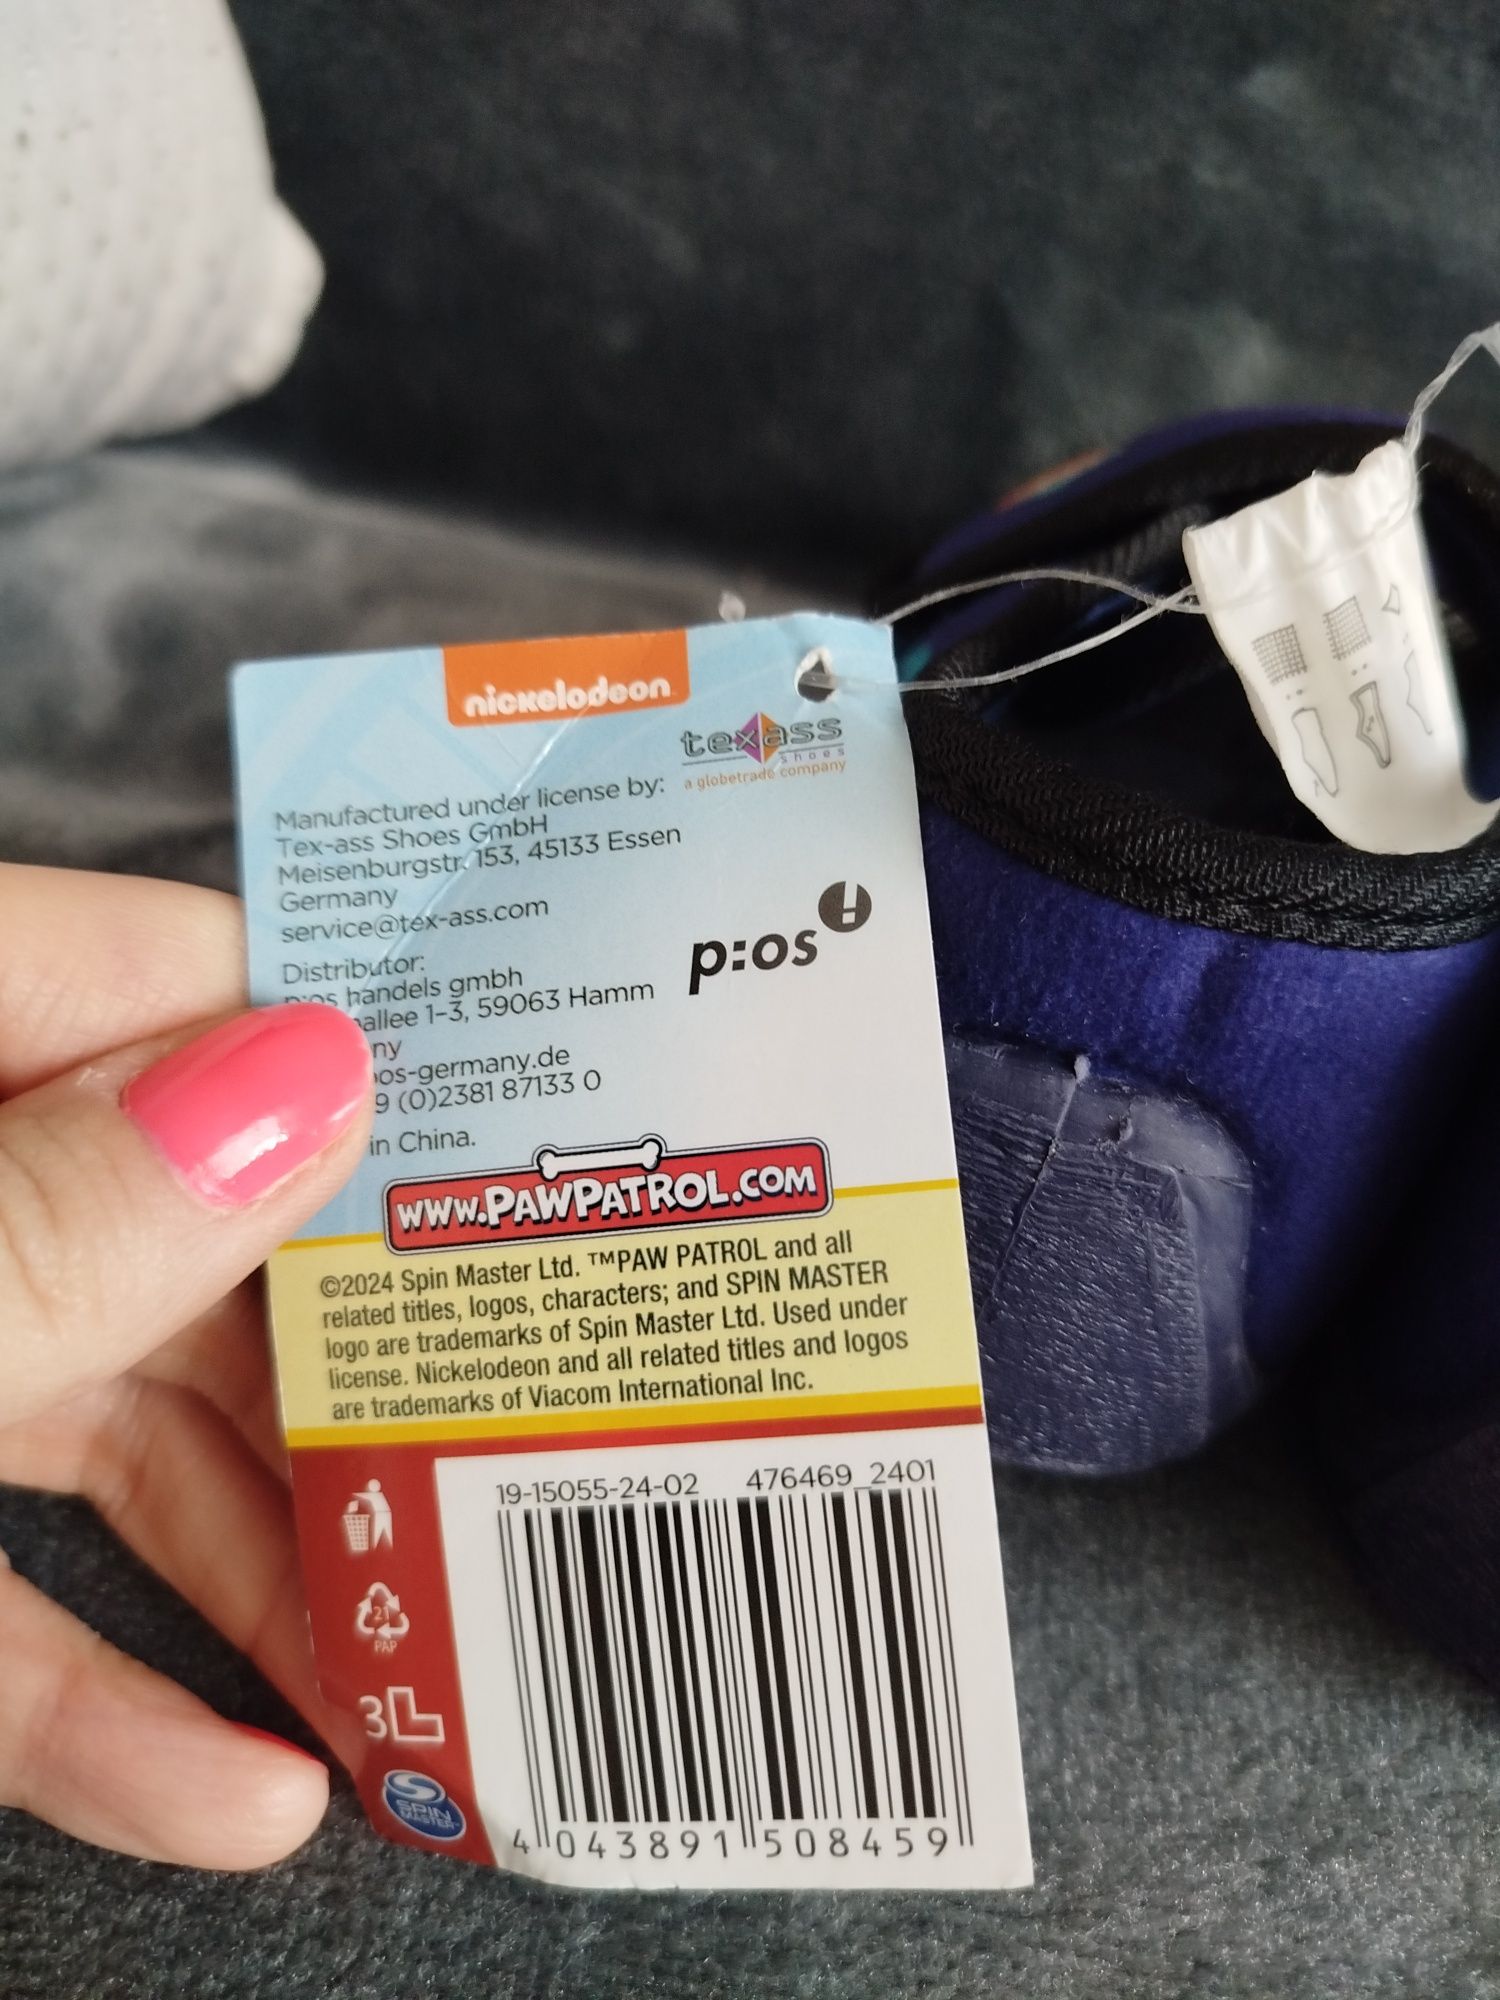 nickelodeon
texass
shoes
a globetrade company
Manufactured under license by:
Tex-ass Shoes GmbH
Meisenburgstr. 153, 45133 Essen
Germany
service@tex-ass.com
p:os
Distributor:
p:os handels gmbh
allee 1-3, 59063 Hamm
ny
os-germany.de
9 (0)2381 87133 0
in China.
WWW.PAWPATROL.COM
©2024 Spin Master Ltd. ™PAW PATROL and all
related titles, logos, characters; and SPIN MASTER
logo are trademarks of Spin Master Ltd. Used under
license. Nickelodeon and all related titles and logos
are trademarks of Viacom International Inc.
19-15055-24-02 476469_2401
21
PAP
3L
SPIN
MASTER
4 043891 508459